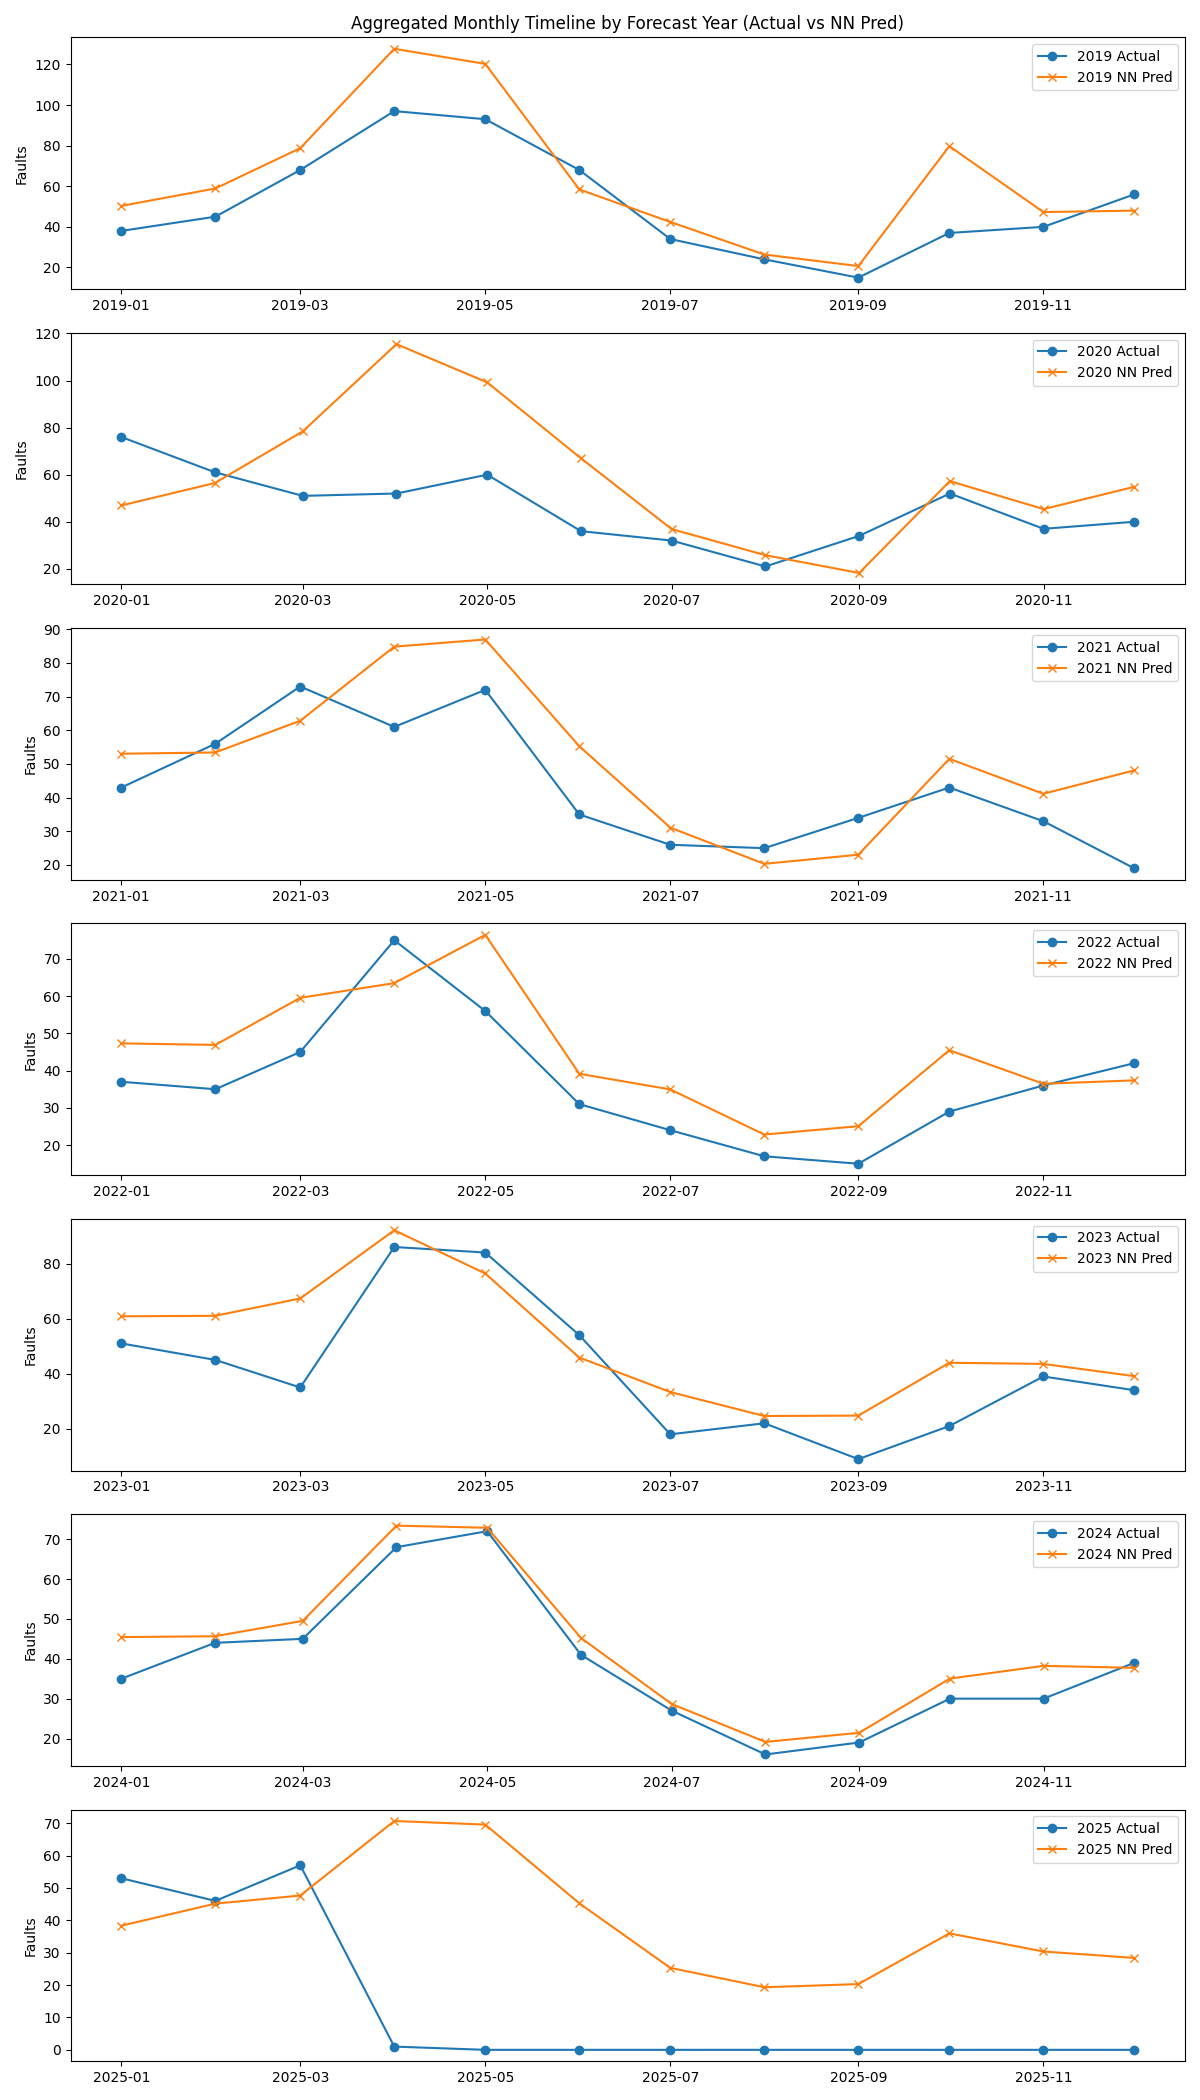 Aggregated Monthly Timeline by Forecast Year (Actual vs NN Pred)
2019 Actual
2019 NN Pred
Faults
120
100
80
60
40
20
2019-01 2019-03 2019-05 2019-07 2019-09 2019-11
2020 Actual
2020 NN Pred
Faults
120
100
80
60
40
20
2020-01 2020-03 2020-05 2020-07 2020-09 2020-11
2021 Actual
2021 NN Pred
Faults
90
80
70
60
50
40
30
20
2021-01 2021-03 2021-05 2021-07 2021-09 2021-11
2022 Actual
2022 NN Pred
Faults
70
60
50
40
30
20
2022-01 2022-03 2022-05 2022-07 2022-09 2022-11
2023 Actual
2023 NN Pred
Faults
80
60
40
20
2023-01 2023-03 2023-05 2023-07 2023-09 2023-11
2024 Actual
2024 NN Pred
Faults
70
60
50
40
30
20
2024-01 2024-03 2024-05 2024-07 2024-09 2024-11
2025 Actual
2025 NN Pred
Faults
70
60
50
40
30
20
10
0
2025-01 2025-03 2025-05 2025-07 2025-09 2025-11